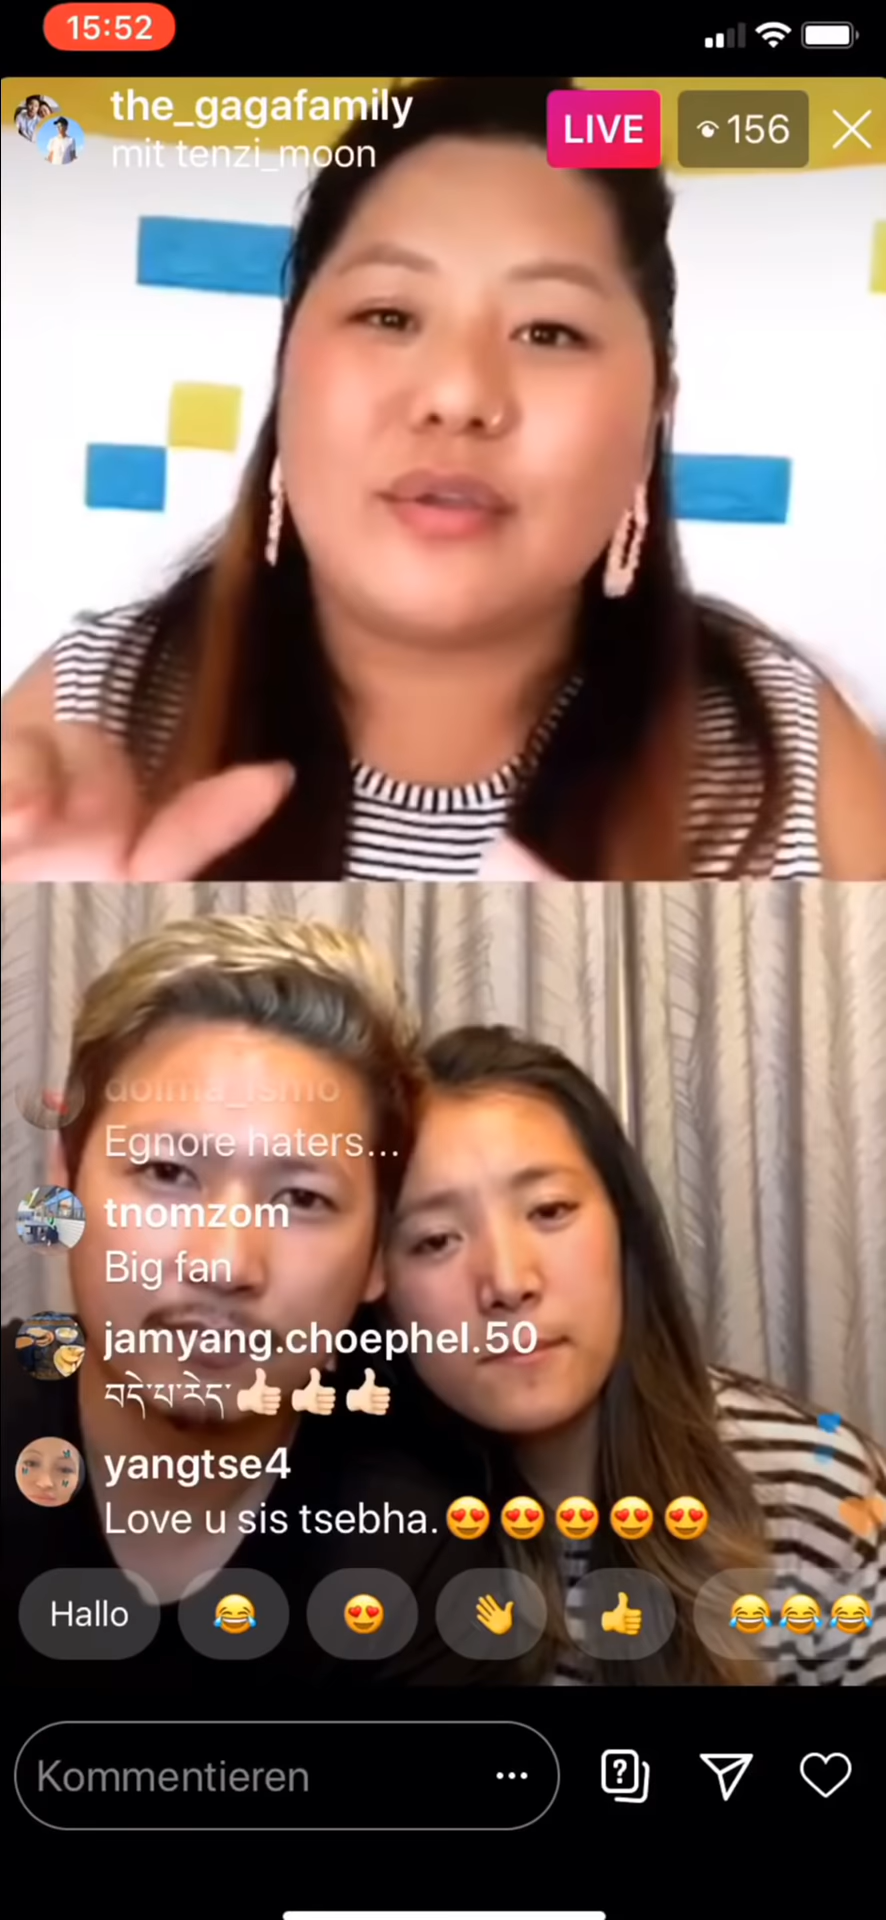 15:52
the_gagafamily
mit tenzi_moon
LIVE
156
Egnore haters...
tnomzom
Big fan
jamyang.choephel.50
བདེ་པ་རེད་👍🏻👍🏻👍🏻
yangtse4
Love u sis tsebha.😍😍😍😍😍
Hallo 😂 😍 👋 👍 😂😂😂
Kommentieren